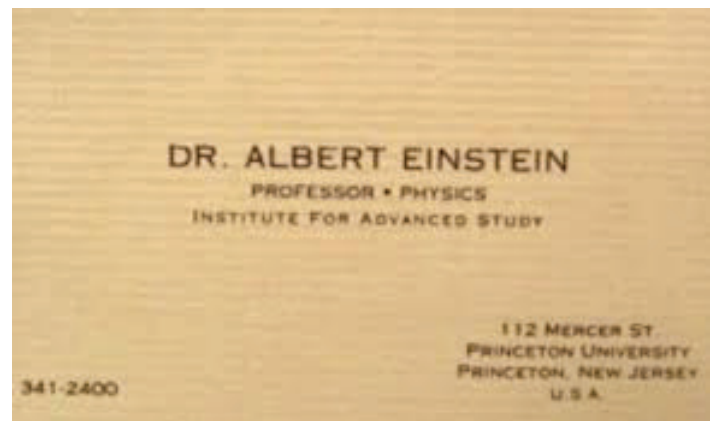 DR. ALBERT EINSTEIN
PROFESSOR • PHYSICS
INSTITUTE FOR ADVANCED STUDY
112 MERCER ST
PRINCETON UNIVERSITY
PRINCETON, NEW JERSEY
U.S.A.
341-2400